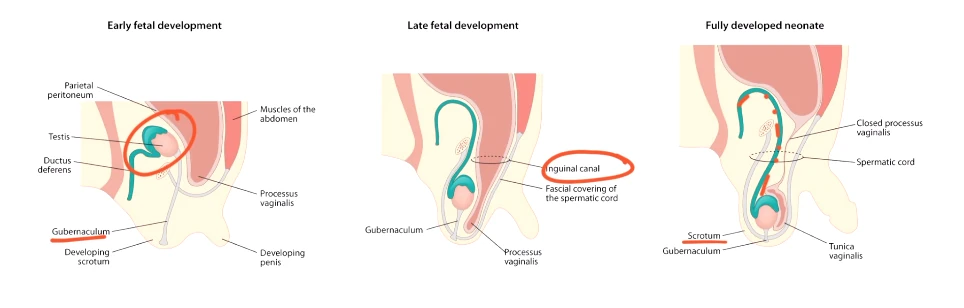 Early fetal development
Parietal
peritoneum
Muscles of the
abdomen
Testis
Ductus
deferens
Processus
vaginalis
Gubernaculum
Developing
scrotum
Developing
penis
Late fetal development
Inguinal canal
Fascial covering of
the spermatic cord
Gubernaculum
Processus
vaginalis
Fully developed neonate
Closed processus
vaginalis
Spermatic cord
Scrotum
Gubernaculum
Tunica
vaginalis